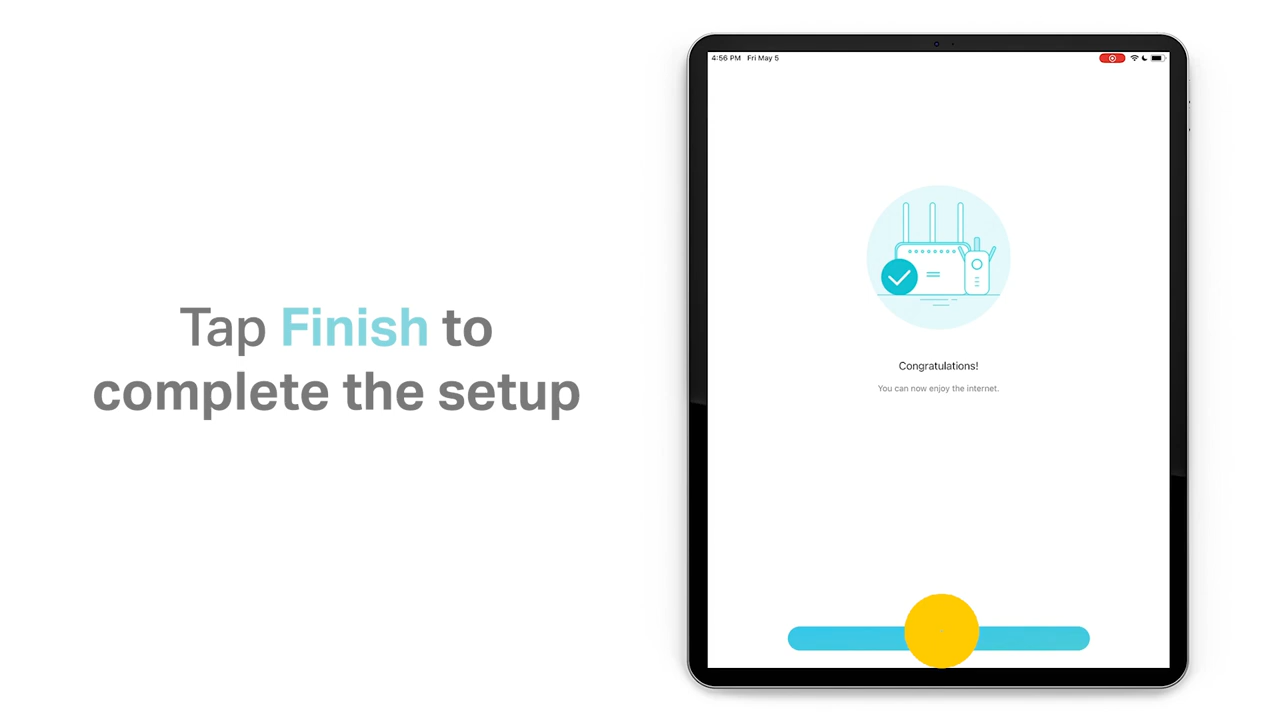 Tap Finish to
complete the setup
4:56 PM Fri May 5
Congratulations!
You can now enjoy the internet.